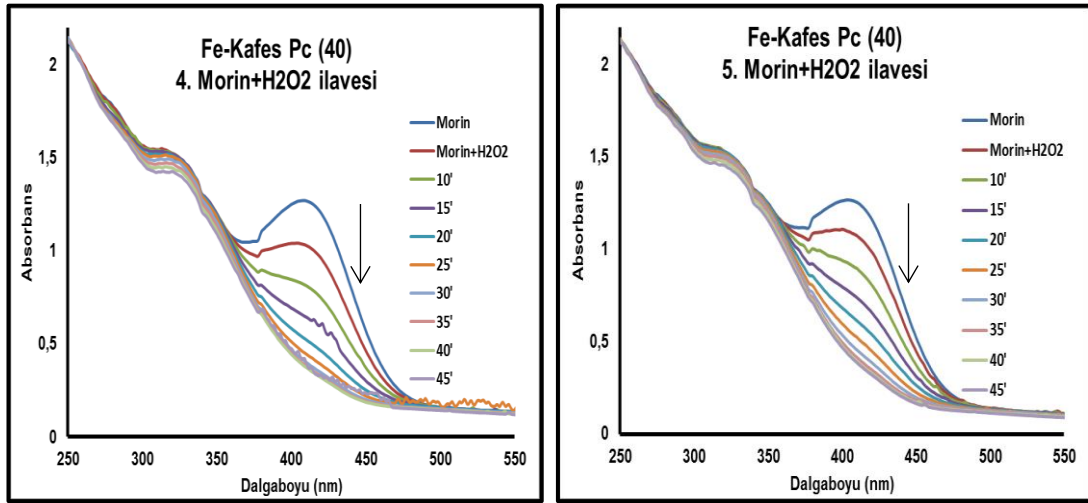 Fe-Kafes Pc (40)
4. Morin+H2O2 ilavesi
Absorbans
2
1,5
1
0,5
0
250 300 350 400 450 500 550
Dalgaboyu (nm)
Morin
Morin+H2O2
10'
15'
20'
25'
30'
35'
40'
45'
Fe-Kafes Pc (40)
5. Morin+H2O2 ilavesi
Absorbans
2
1,5
1
0,5
0
250 300 350 400 450 500 550
Dalgaboyu (nm)
Morin
Morin+H2O2
10'
15'
20'
25'
30'
35'
40'
45'